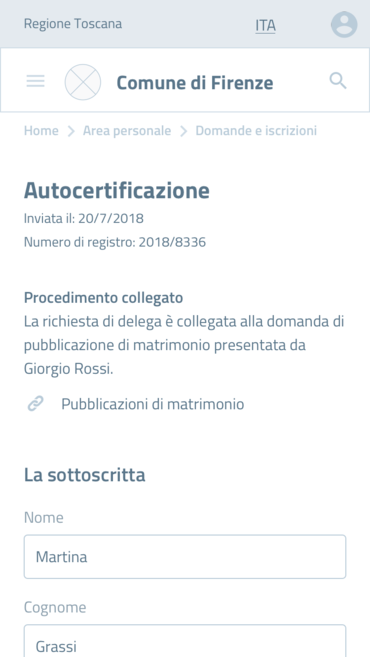 Regione Toscana
ITA
Comune di Firenze
Home
Area personale
Domande e iscrizioni
Autocertificazione
Inviata il: 20/7/2018
Numero di registro: 2018/8336
Procedimento collegato
La richiesta di delega è collegata alla domanda di
pubblicazione di matrimonio presentata da
Giorgio Rossi.
Pubblicazioni di matrimonio
La sottoscritta
Nome
Martina
Cognome
Grassi